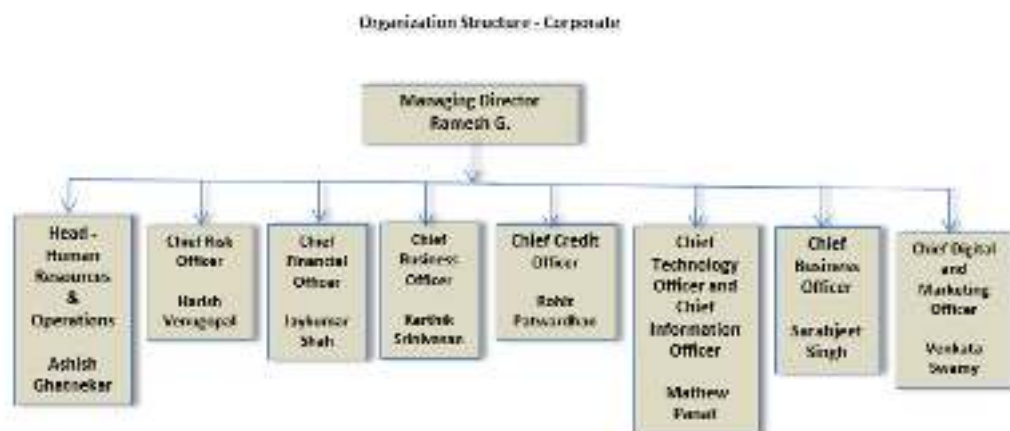 Organization Structure - Corporate
Managing Director
Ramesh G.
Head -
Human
Resources
&
Operations
Ashish
Ghatnekar
Chief Risk
Officer
Harish
Venugopal
Chief
Financial
Officer
Jaykumar
Shah
Chief
Business
Officer
Karthik
Srinivasan
Chief Credit
Officer
Rohit
Patwardhan
Chief
Technology
Officer and
Chief
Information
Officer
Mathew
Panat
Chief
Business
Officer
Sarabjeet
Singh
Chief Digital
and
Marketing
Officer
Venkata
Swamy